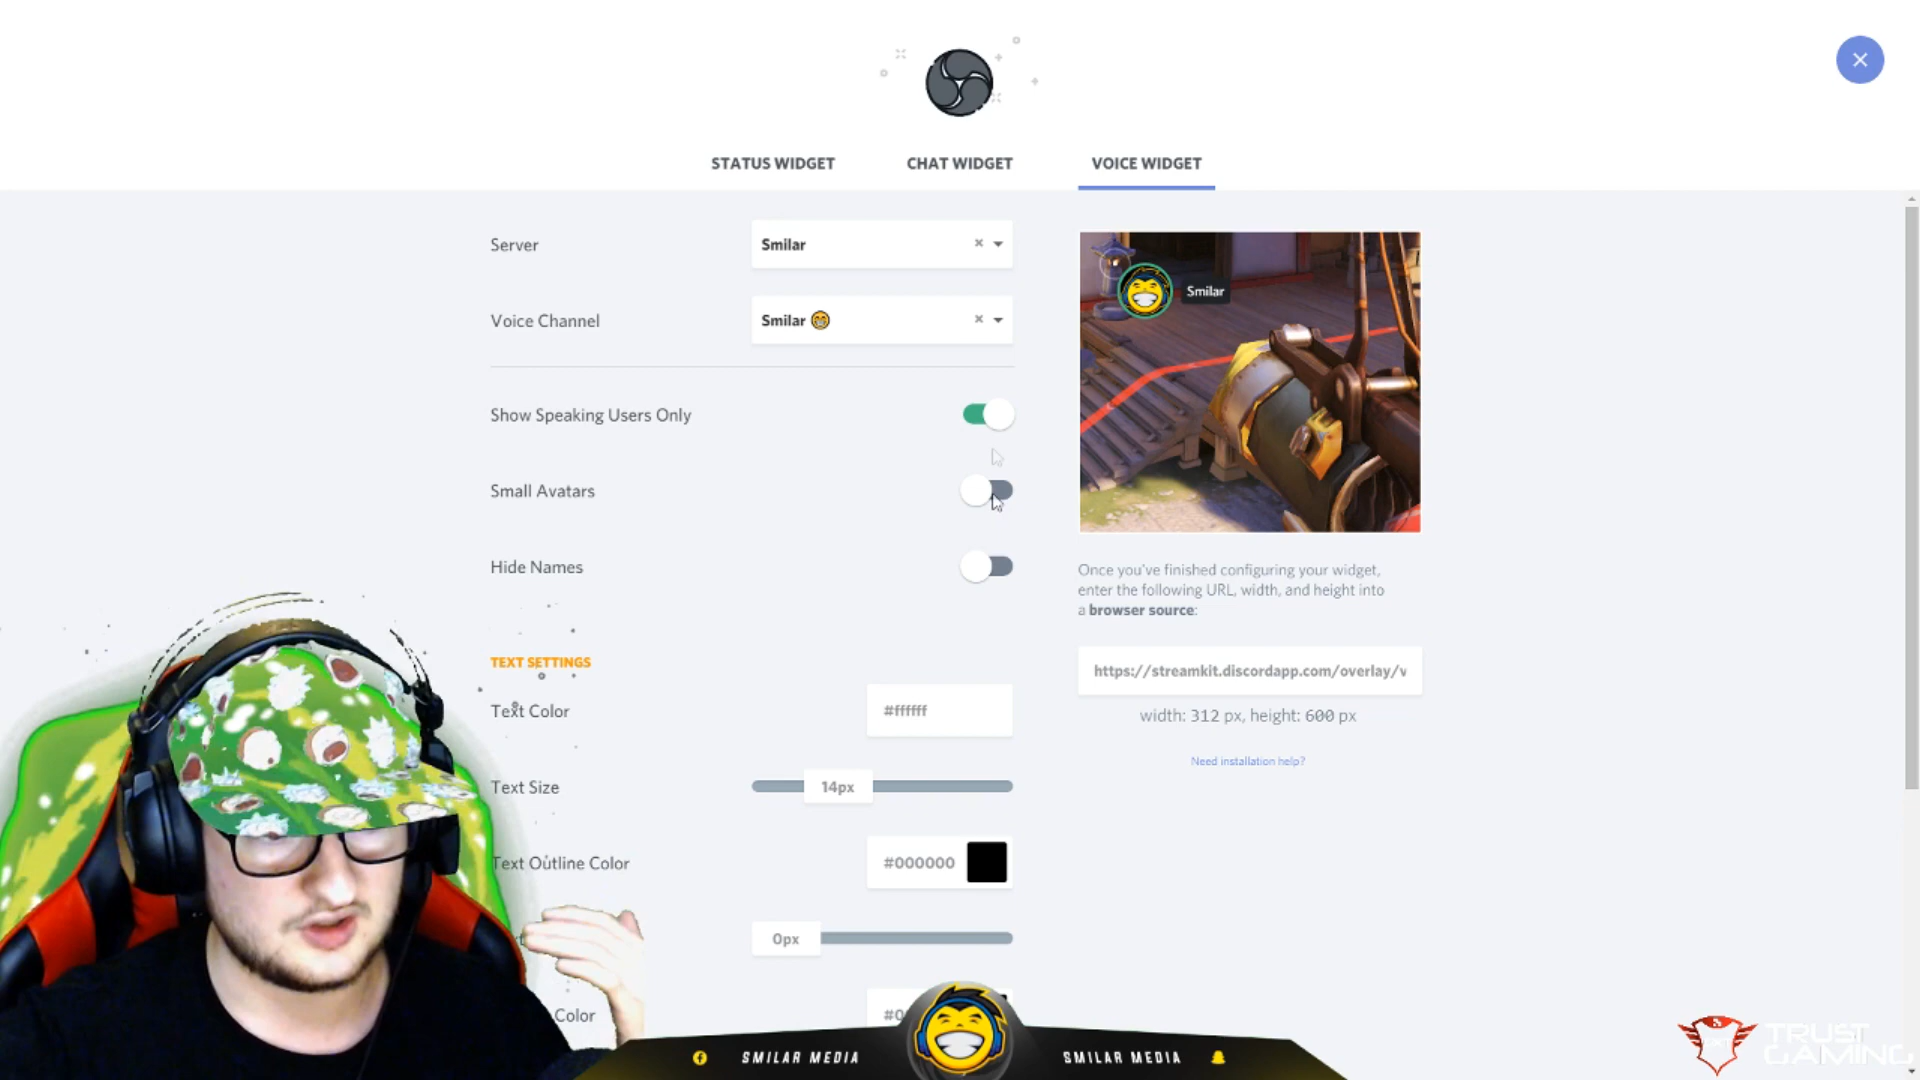 STATUS WIDGET CHAT WIDGET VOICE WIDGET
Server Smilar
Voice Channel Smilar
Smilar
Show Speaking Users Only
Small Avatars
Hide Names
Once you've finished configuring your widget,
enter the following URL, width, and height into
a browser source:
https://streamkit.discordapp.com/overlay/v
width: 312 px, height: 600 px
Need installation help?
TEXT SETTINGS
Text Color #ffffff
Text Size 14px
Text Outline Color #000000
0px
Color
SMILAR MEDIA SMILAR MEDIA
TRUST
GAMING